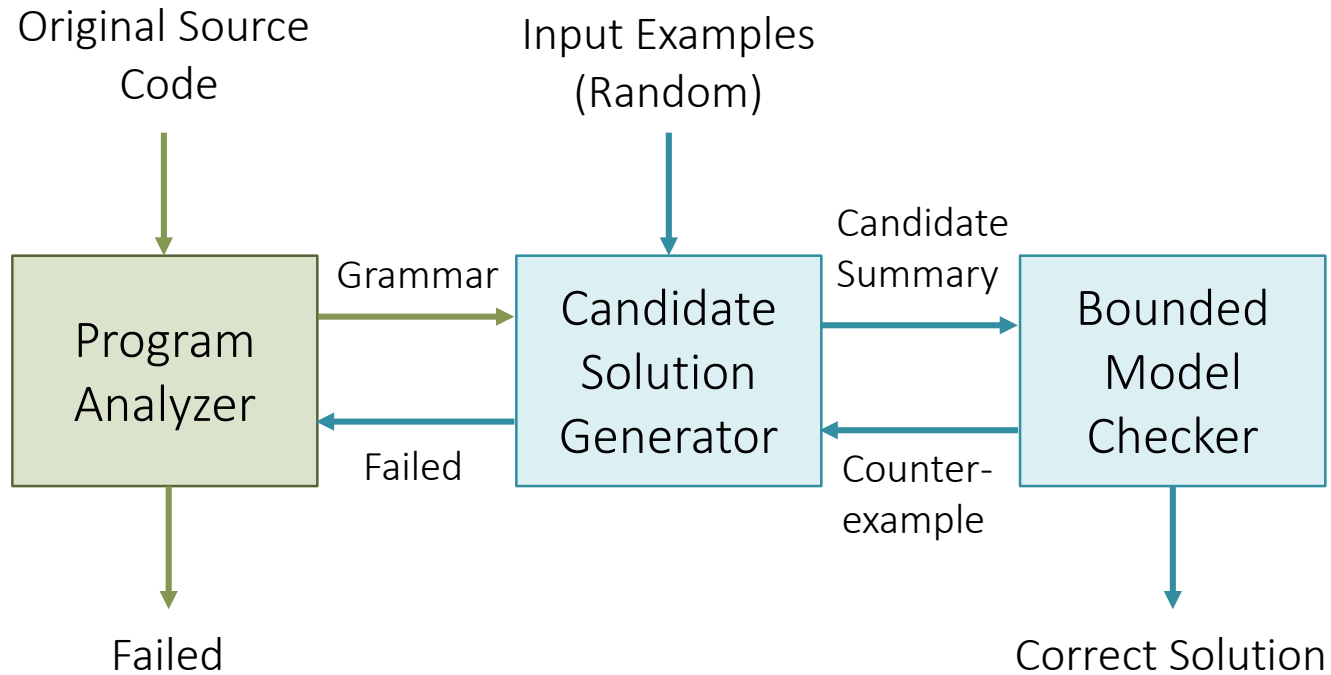 Original Source
Code
Input Examples
(Random)
Program
Analyzer
Grammar
Failed
Candidate
Solution
Generator
Candidate
Summary
Counter-
example
Bounded
Model
Checker
Failed
Correct Solution